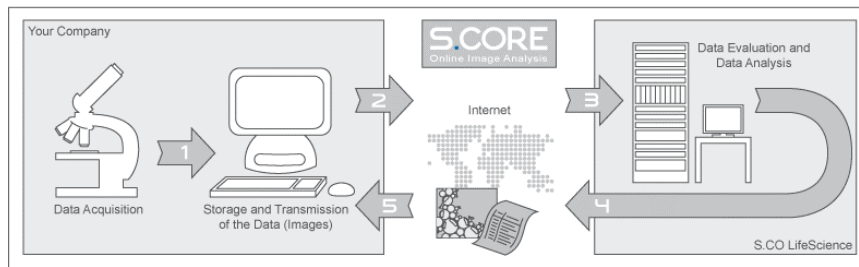 Your Company
S.CORE
Online Image Analysis
Data Evaluation and
Data Analysis
2
3
Internet
1
Data Acquisition
Storage and Transmission
of the Data (Images)
5
4
S.CO LifeScience